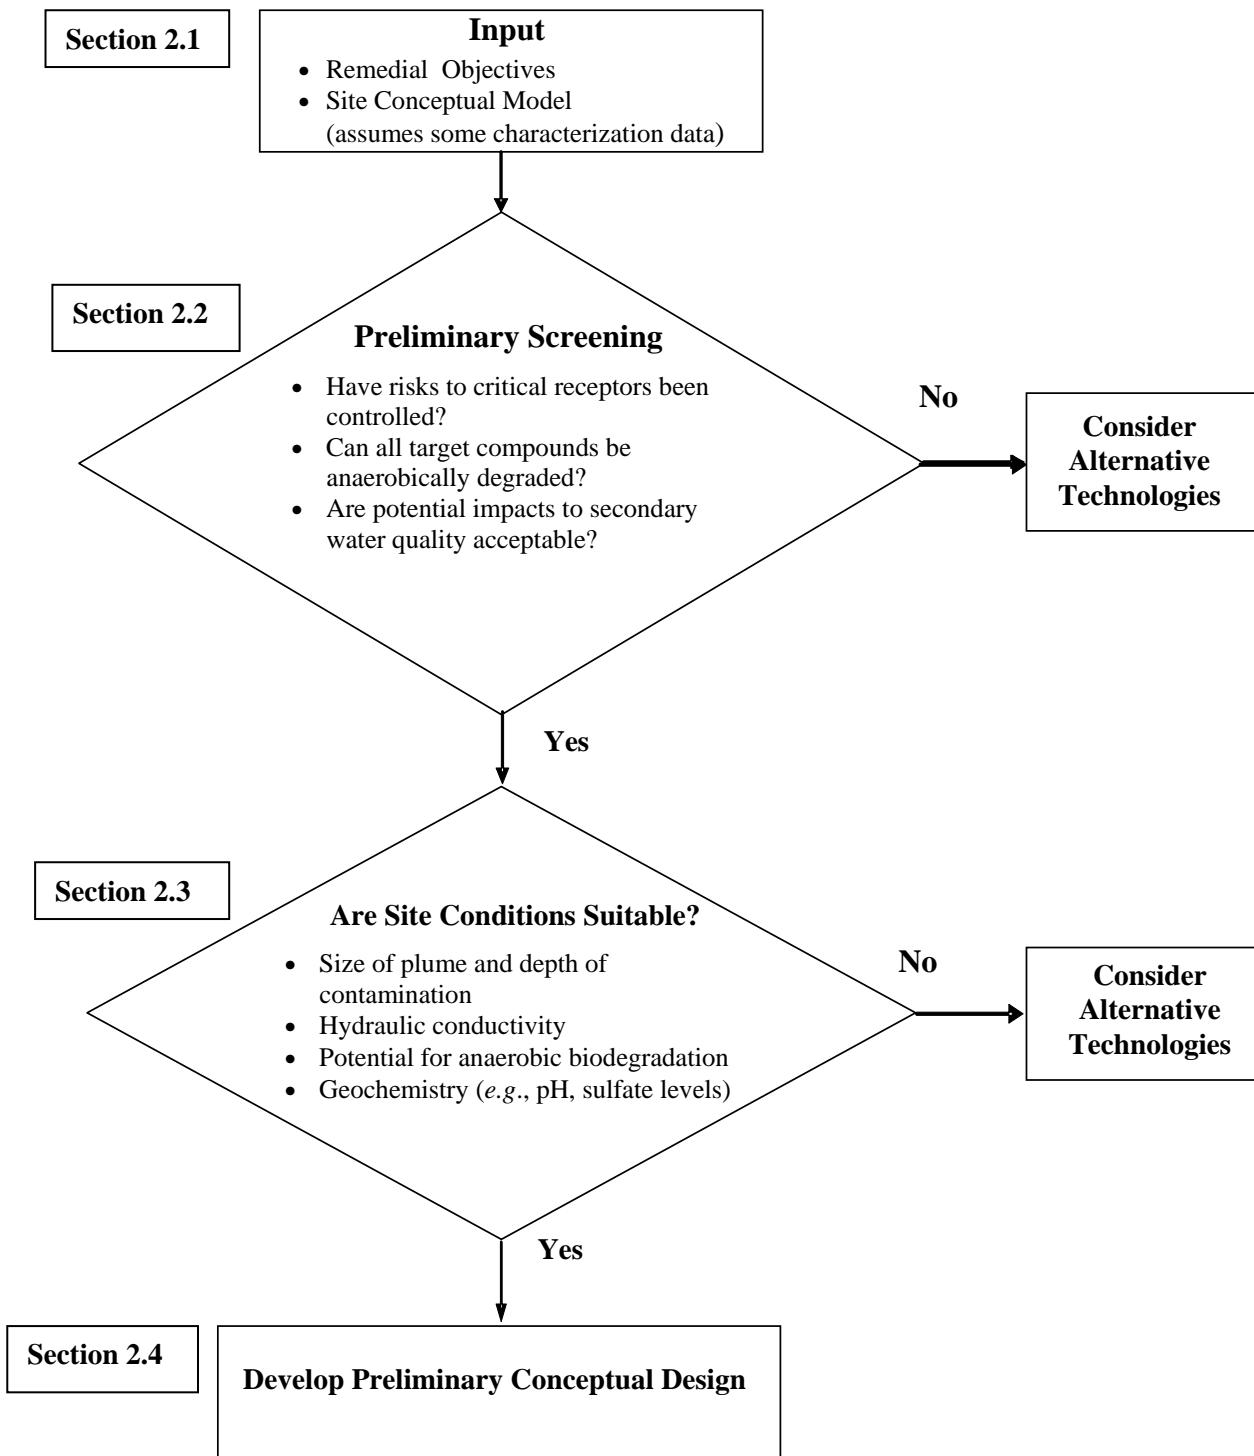 Section 2.1
Input
• Remedial Objectives
• Site Conceptual Model
(assumes some characterization data)
Section 2.2
Preliminary Screening
• Have risks to critical receptors been
controlled?
• Can all target compounds be
anaerobically degraded?
• Are potential impacts to secondary
water quality acceptable?
No
Consider
Alternative
Technologies
Yes
Section 2.3
Are Site Conditions Suitable?
• Size of plume and depth of
contamination
• Hydraulic conductivity
• Potential for anaerobic biodegradation
• Geochemistry (e.g., pH, sulfate levels)
No
Consider
Alternative
Technologies
Yes
Section 2.4
Develop Preliminary Conceptual Design